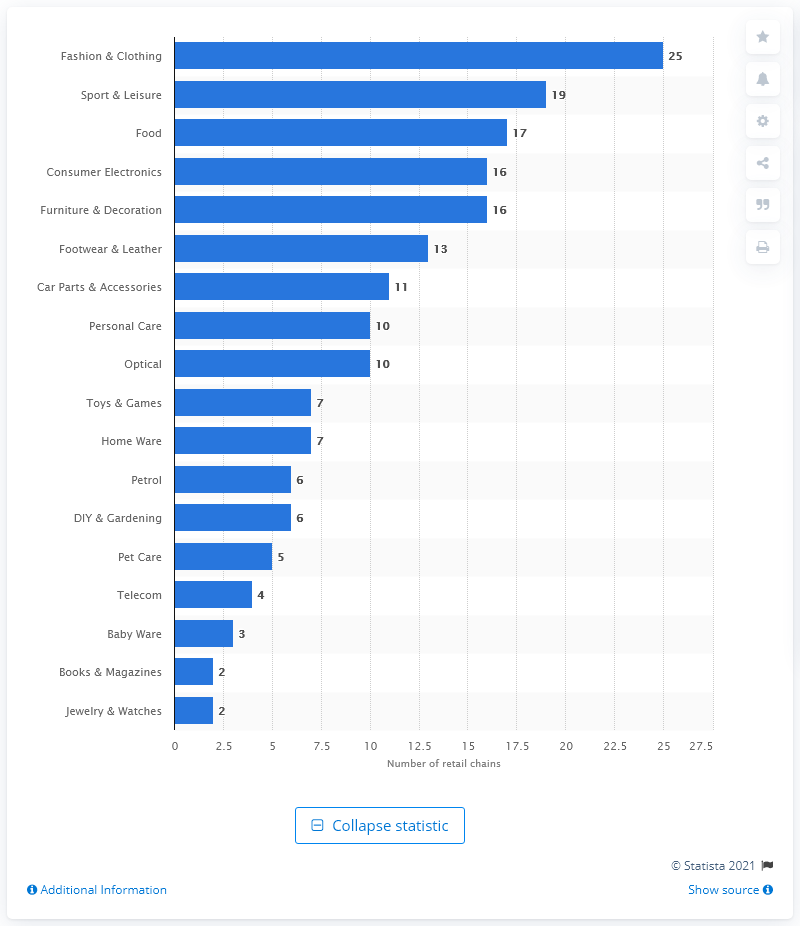 Fashion & Clothing 25
Sport & Leisure 19
Food 17
Consumer Electronics 16
Furniture & Decoration 16
Footwear & Leather 13
Car Parts & Accessories 11
Personal Care 10
Optical 10
Toys & Games 7
Home Ware 7
Petrol 6
DIY & Gardening 6
Pet Care 5
Telecom 4
Baby Ware 3
Books & Magazines 2
Jewelry & Watches 2
0 2.5 5 7.5 10 12.5 15 17.5 20 22.5 25 27.5
Number of retail chains
Collapse statistic
© Statista 2021
Additional Information
Show source